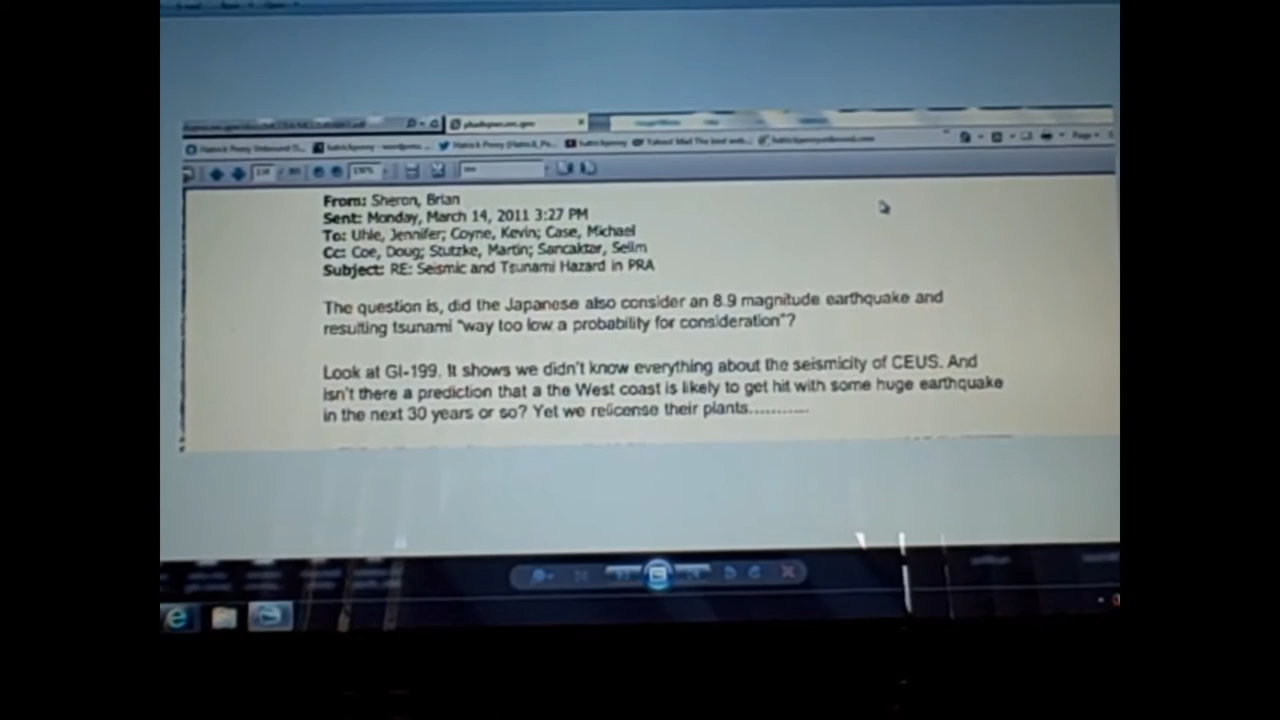 Page
130%
From: Sheron, Brian
Sent: Monday, March 14, 2011 3:27 PM
To: Uhle, Jennifer; Coyne, Kevin; Case, Michael
Cc: Coe, Doug; Stutzke, Martin; Sancaktar, Selim
Subject: RE: Seismic and Tsunami Hazard in PRA
The question is, did the Japanese also consider an 8.9 magnitude earthquake and
resulting tsunami "way too low a probability for consideration"?
Look at GI-199. It shows we didn't know everything about the seismicity of CEUS. And
isn't there a prediction that a the West coast is likely to get hit with some huge earthquake
in the next 30 years or so? Yet we relicense their plants...........